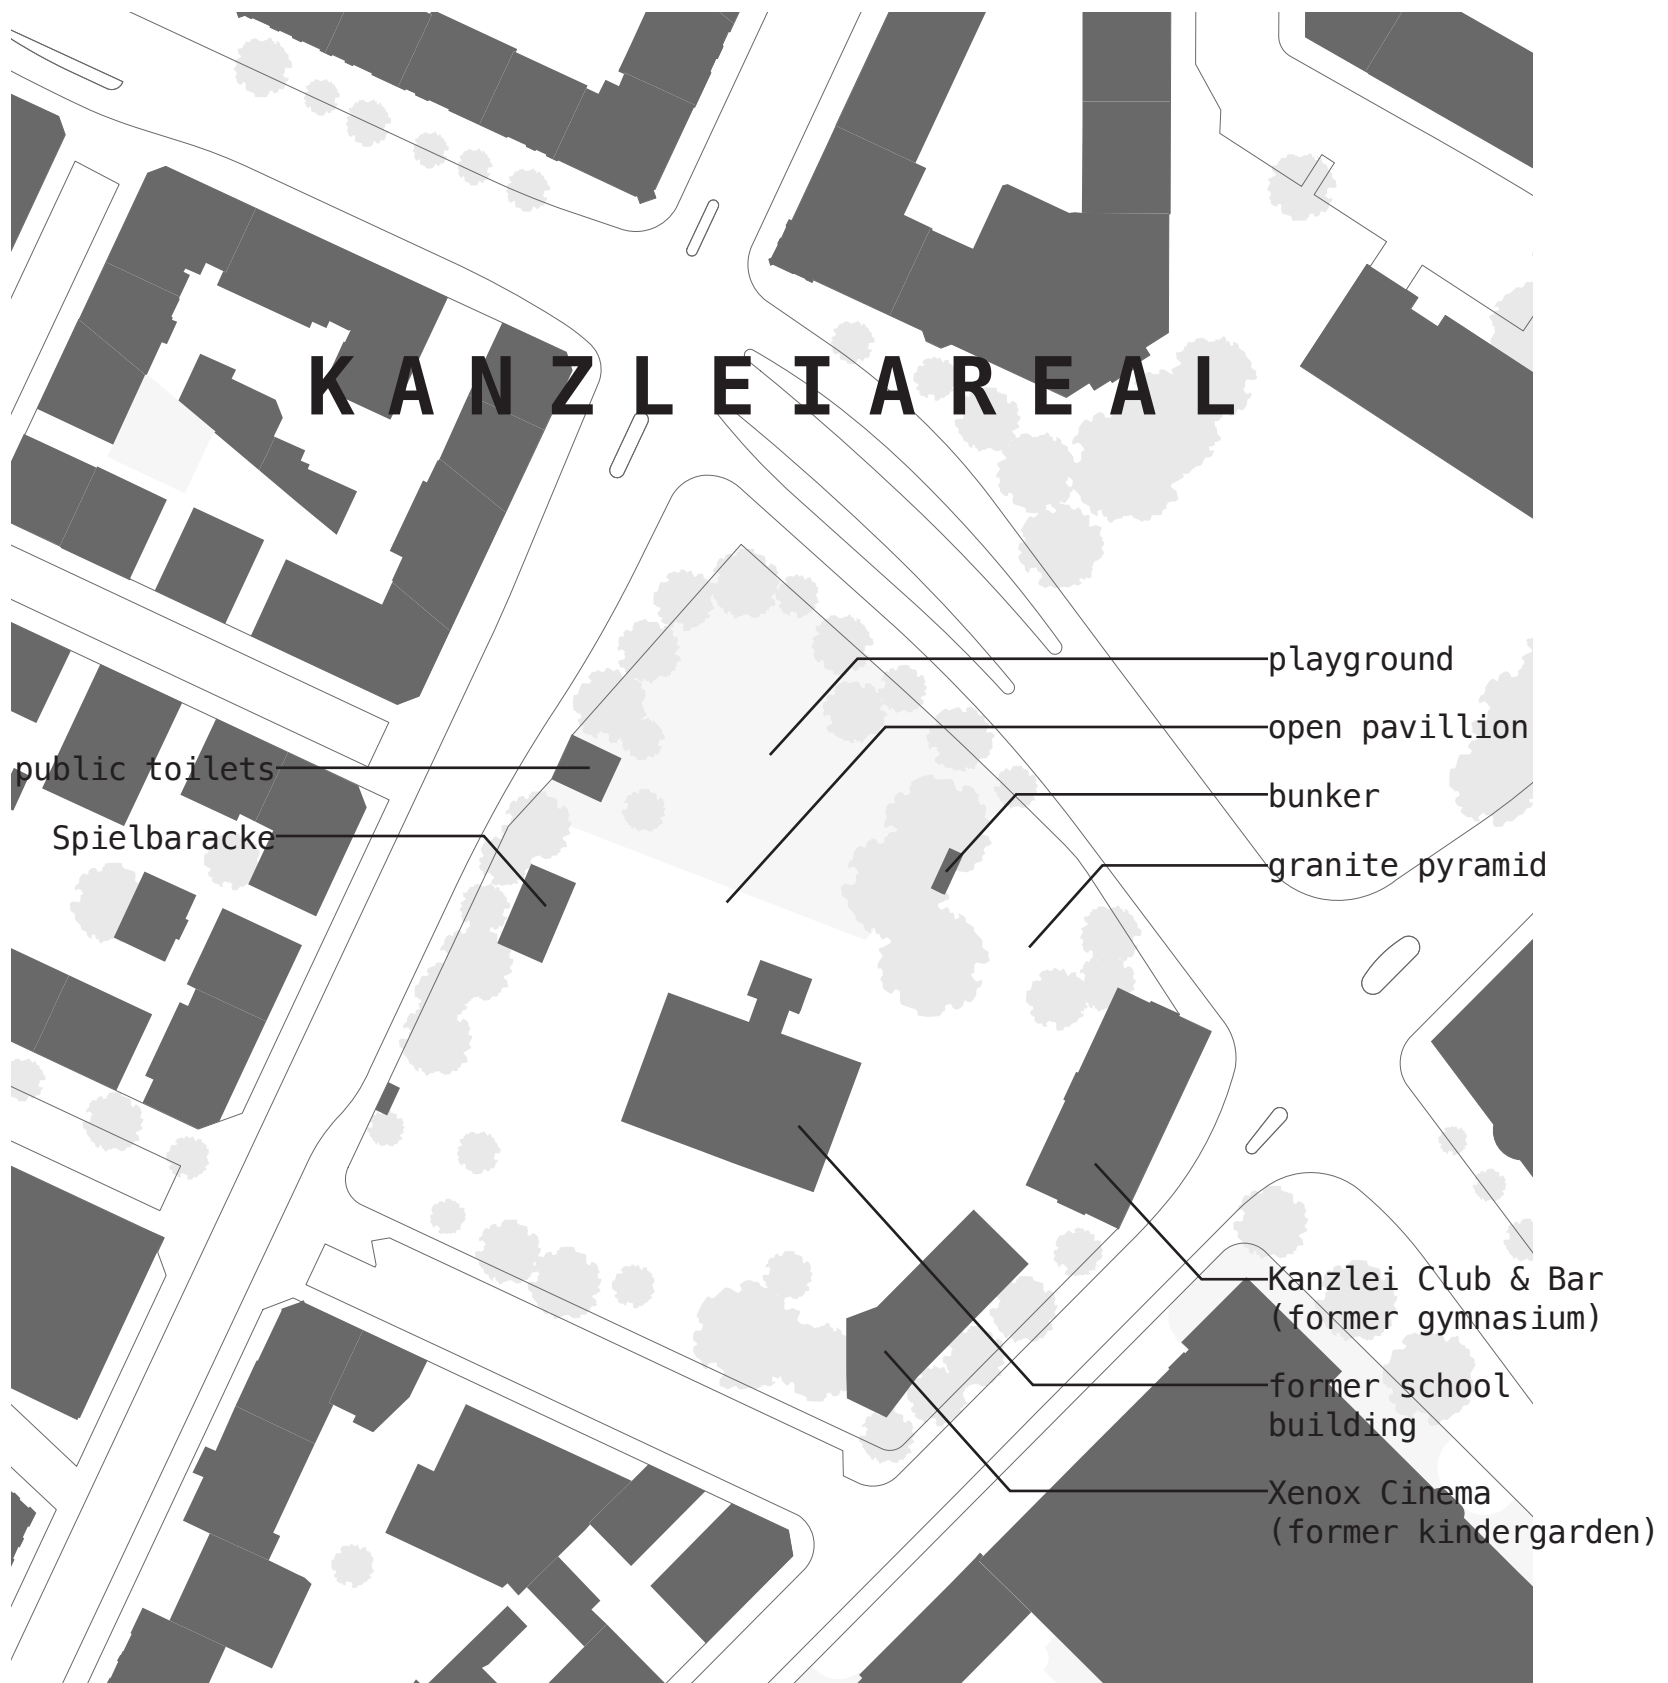 KANZLEIAREAL
playground
open pavillion
public toilets
bunker
Spielbaracke
granite pyramid
Kanzlei Club & Bar
(former gymnasium)
former school
building
Xenox Cinema
(former kindergarden)